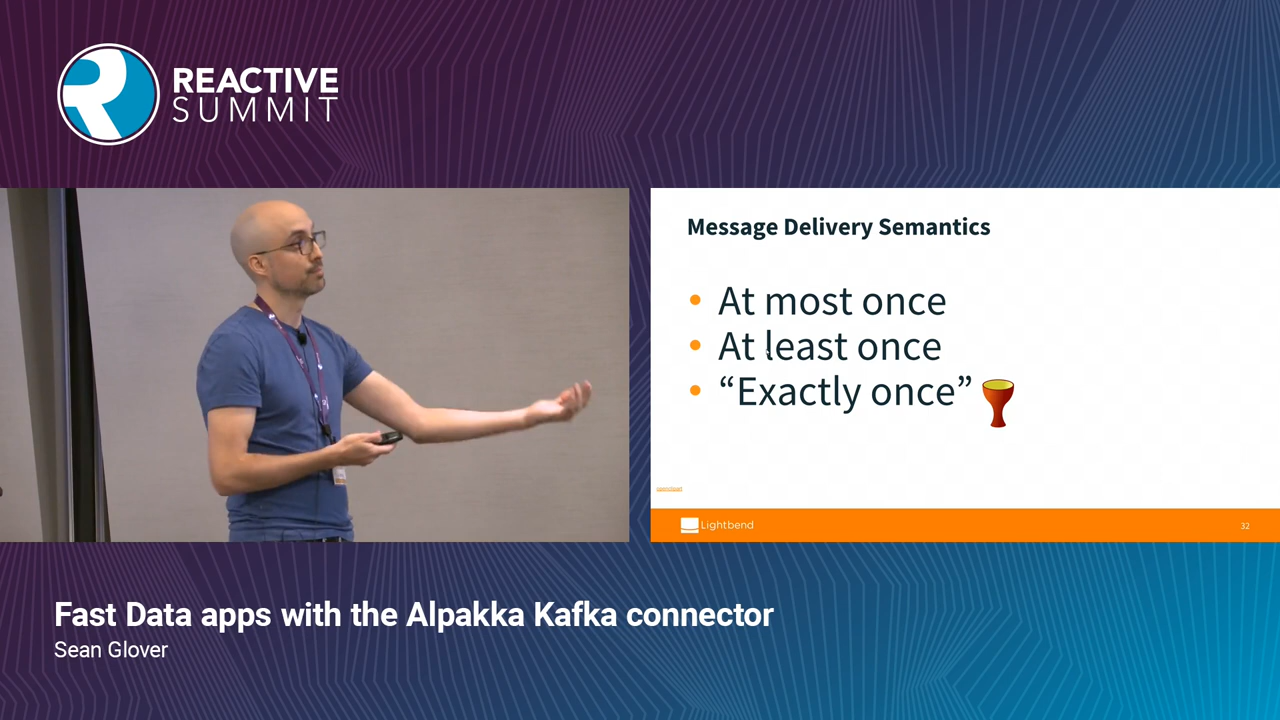 REACTIVE
SUMMIT
Message Delivery Semantics
• At most once
• At least once
• “Exactly once”
Lightbend
32
Fast Data apps with the Alpakka Kafka connector
Sean Glover